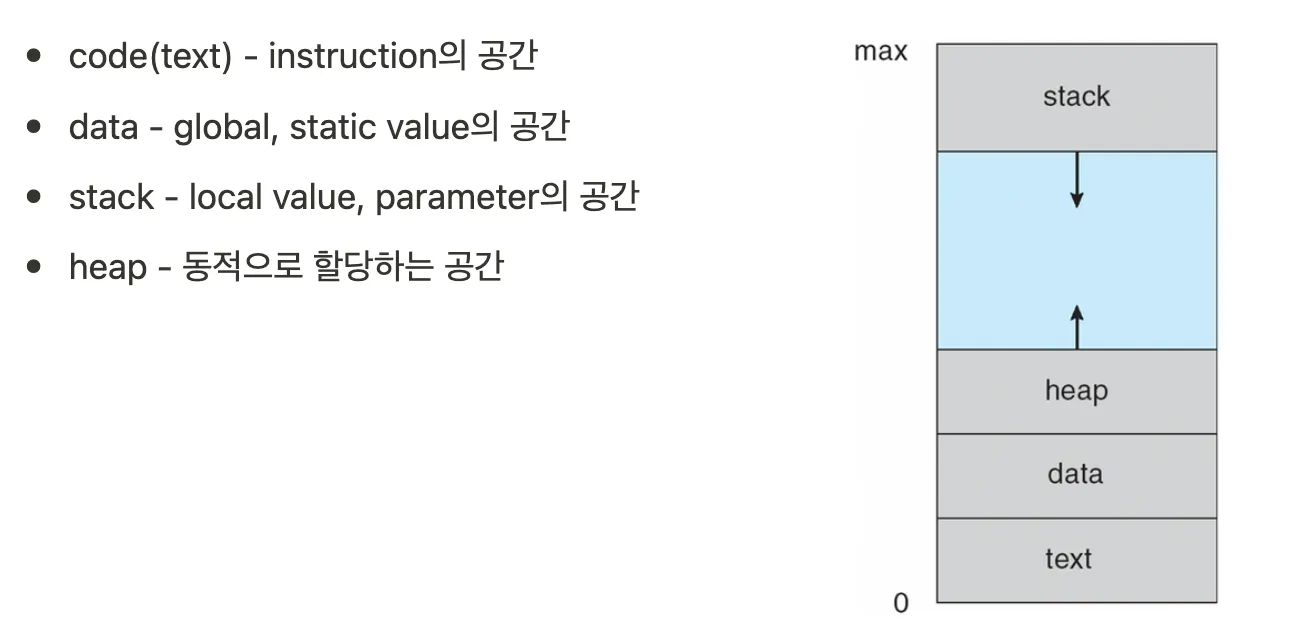 • code(text) - instruction의 공간
• data - global, static value의 공간
• stack - local value, parameter의 공간
• heap - 동적으로 할당하는 공간
max
stack
heap
data
text
0